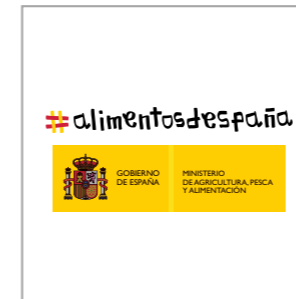 #alimentosdespaña
GOBIERNO
DE ESPAÑA
MINISTERIO
DE AGRICULTURA, PESCA
Y ALIMENTACIÓN